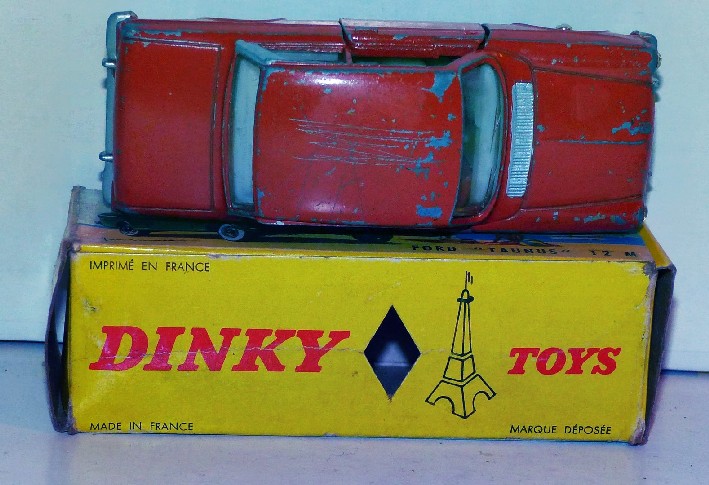 FORD "TAUNUS" 12 M
IMPRIMÉ EN FRANCE
DINKY TOYS
MADE IN FRANCE MARQUE DÉPOSÉE